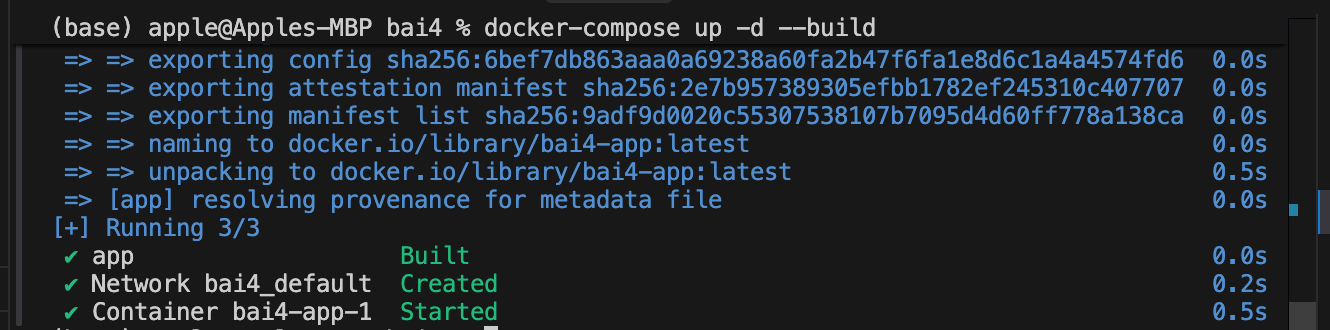 (base) apple@Apples-MBP bai4 % docker-compose up -d --build
=> => exporting config sha256:6bef7db863aaa0a69238a60fa2b47f6fa1e8d6c1a4a4574fd6 0.0s
=> => exporting attestation manifest sha256:2e7b957389305efbb1782ef245310c407707 0.0s
=> => exporting manifest list sha256:9adf9d0020c55307538107b7095d4d60ff778a138ca 0.0s
=> => naming to docker.io/library/bai4-app:latest 0.0s
=> => unpacking to docker.io/library/bai4-app:latest 0.5s
=> [app] resolving provenance for metadata file 0.0s
[+] Running 3/3
✔ app Built 0.0s
✔ Network bai4_default Created 0.2s
✔ Container bai4-app-1 Started 0.5s